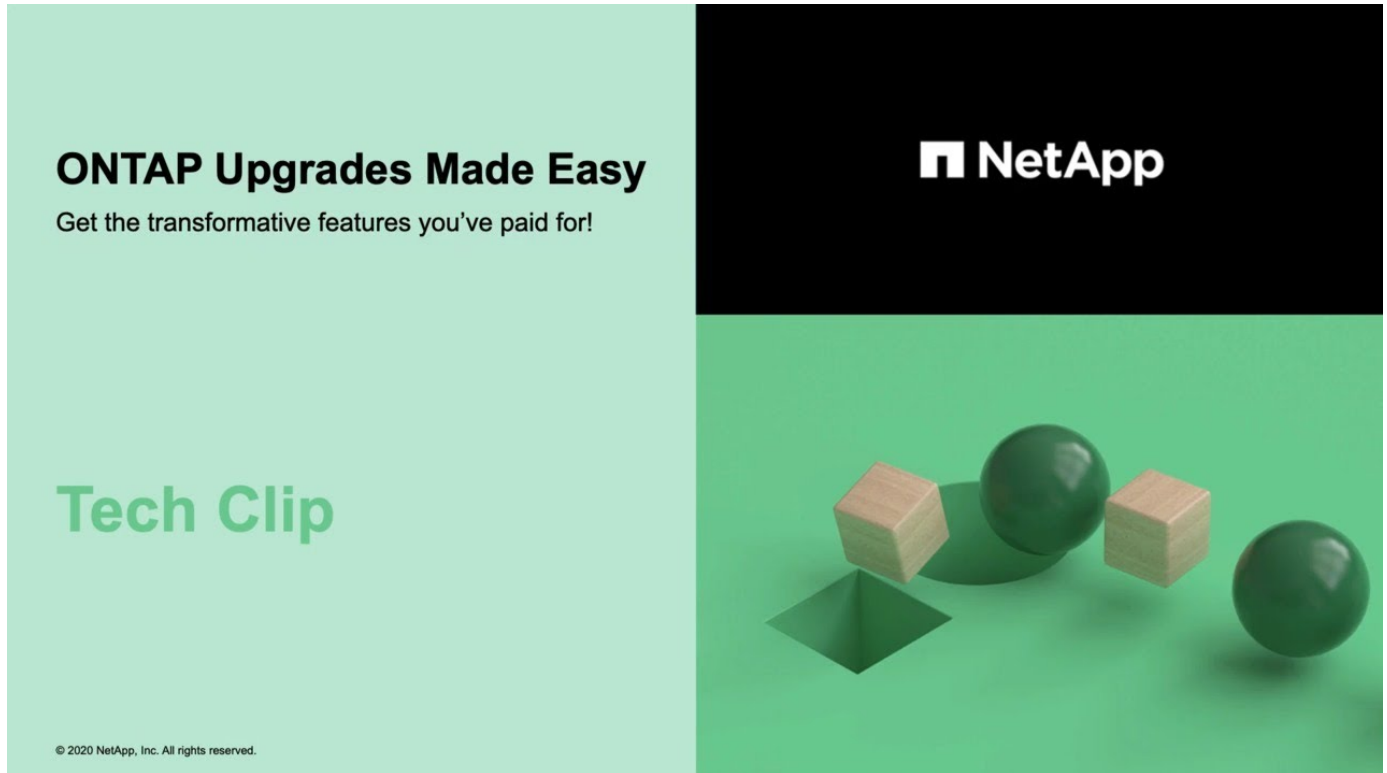 ONTAP Upgrades Made Easy
Get the transformative features you’ve paid for!
Tech Clip
© 2020 NetApp, Inc. All rights reserved.
NetApp